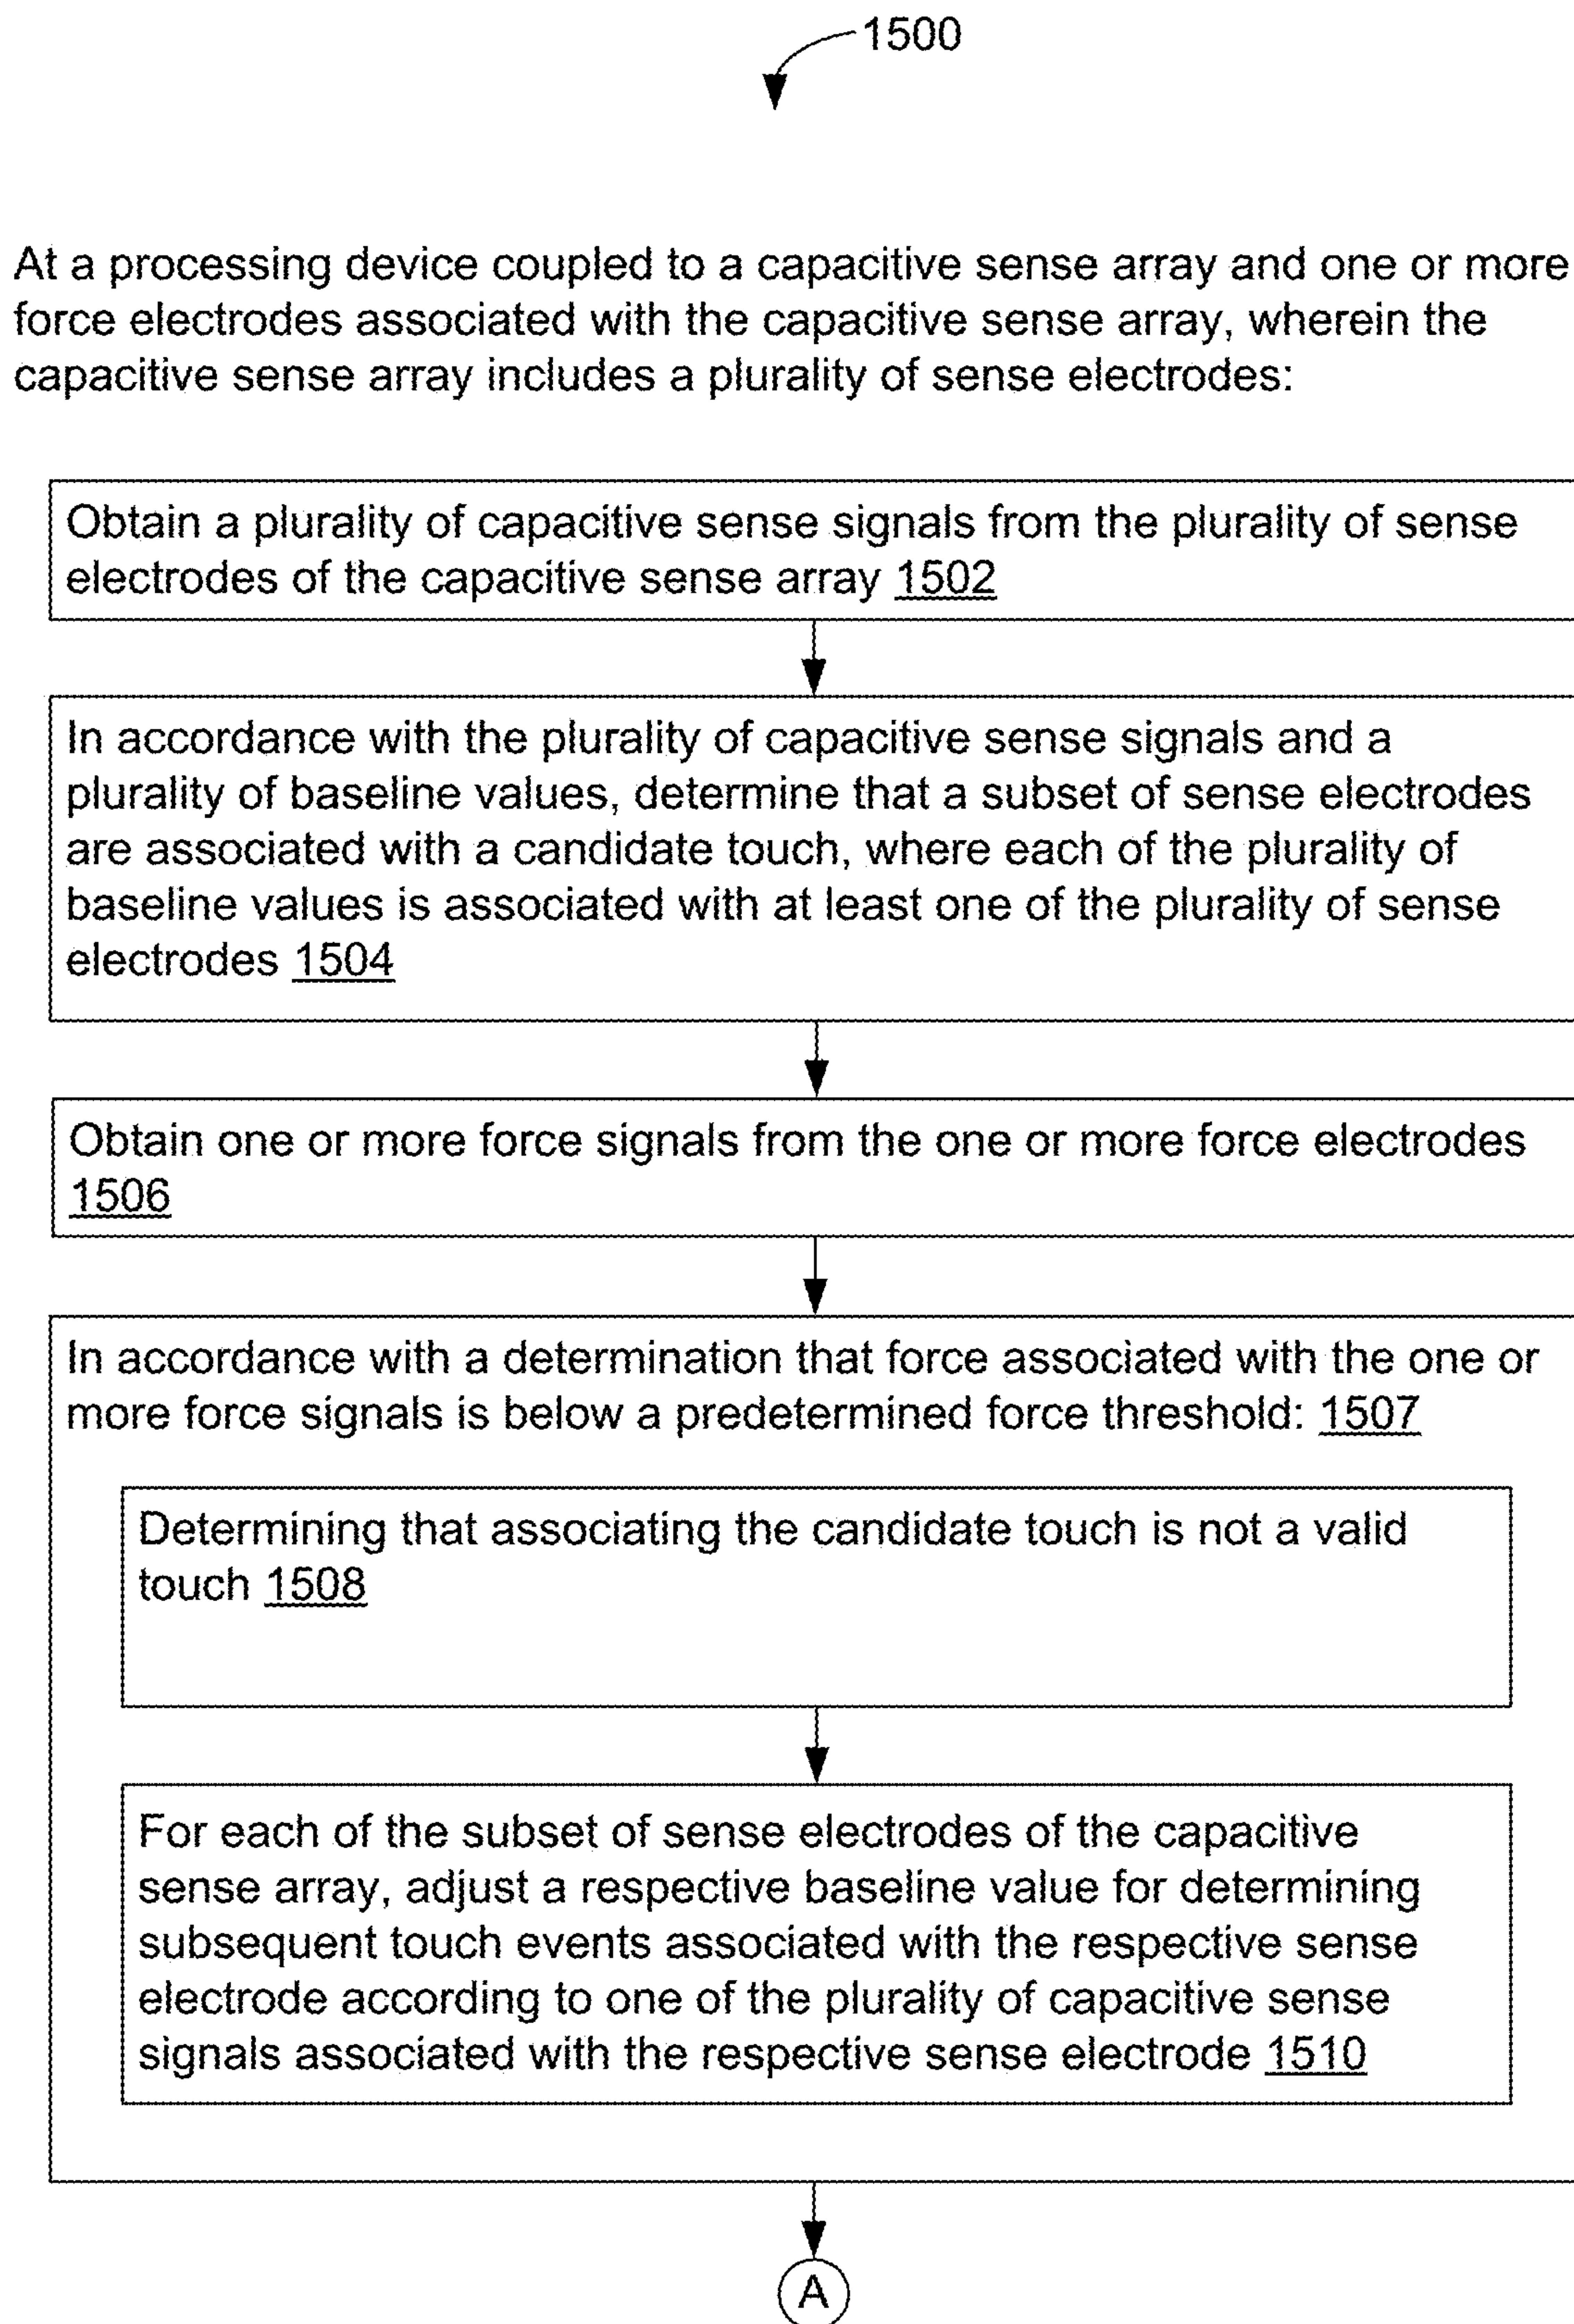 1500
At a processing device coupled to a capacitive sense array and one or more
force electrodes associated with the capacitive sense array, wherein the
capacitive sense array includes a plurality of sense electrodes:
Obtain a plurality of capacitive sense signals from the plurality of sense
electrodes of the capacitive sense array 1502
In accordance with the plurality of capacitive sense signals and a
plurality of baseline values, determine that a subset of sense electrodes
are associated with a candidate touch, where each of the plurality of
baseline values is associated with at least one of the plurality of sense
electrodes 1504
Obtain one or more force signals from the one or more force electrodes
1506
In accordance with a determination that force associated with the one or
more force signals is below a predetermined force threshold: 1507
Determining that associating the candidate touch is not a valid
touch 1508
For each of the subset of sense electrodes of the capacitive
sense array, adjust a respective baseline value for determining
subsequent touch events associated with the respective sense
electrode according to one of the plurality of capacitive sense
signals associated with the respective sense electrode 1510
A